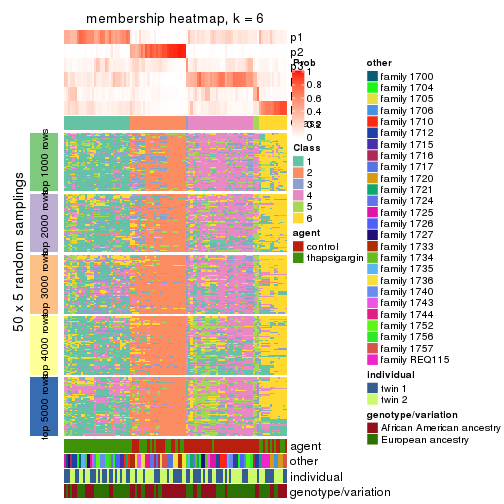 membership heatmap, k = 6
p1
p2
p3
Prob
1
0.8
0.6
0.4
0.2
0
Class
1
2
3
4
5
6
agent
control
thapsigargin
50 x 5 random samplings
top 1000 rows
top 2000 rows
top 3000 rows
top 4000 rows
top 5000 rows
agent
other
individual
genotype/variation
other
family 1700
family 1704
family 1705
family 1706
family 1710
family 1712
family 1715
family 1716
family 1717
family 1720
family 1721
family 1724
family 1725
family 1726
family 1727
family 1733
family 1734
family 1735
family 1736
family 1740
family 1743
family 1744
family 1752
family 1756
family 1757
family REQ115
individual
twin 1
twin 2
genotype/variation
African American ancestry
European ancestry